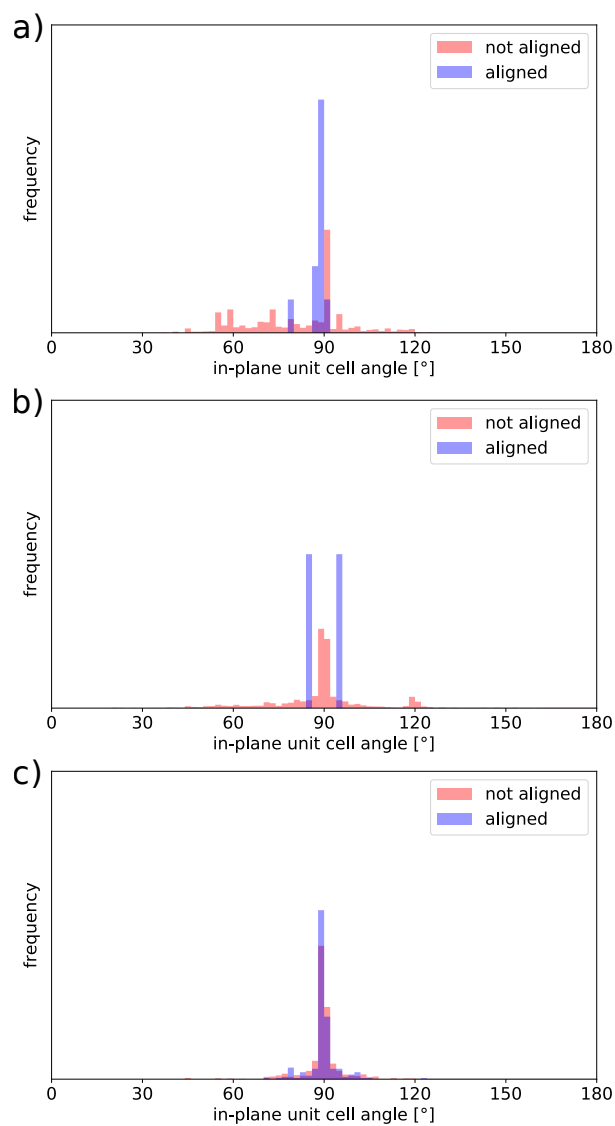 a)
not aligned
aligned
frequency
0 30 60 90 120 150 180
in-plane unit cell angle [°]
b)
not aligned
aligned
frequency
0 30 60 90 120 150 180
in-plane unit cell angle [°]
c)
not aligned
aligned
frequency
0 30 60 90 120 150 180
in-plane unit cell angle [°]